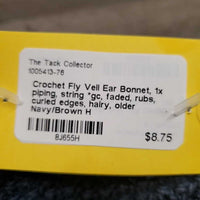 The Tack Collector
1005413-76
Crochet Fly Veil Ear Bonnet, 1x
piping, string *gc, faded, rubs,
curled edges, hairy, older
Navy/Brown H
8J655H
$8.75